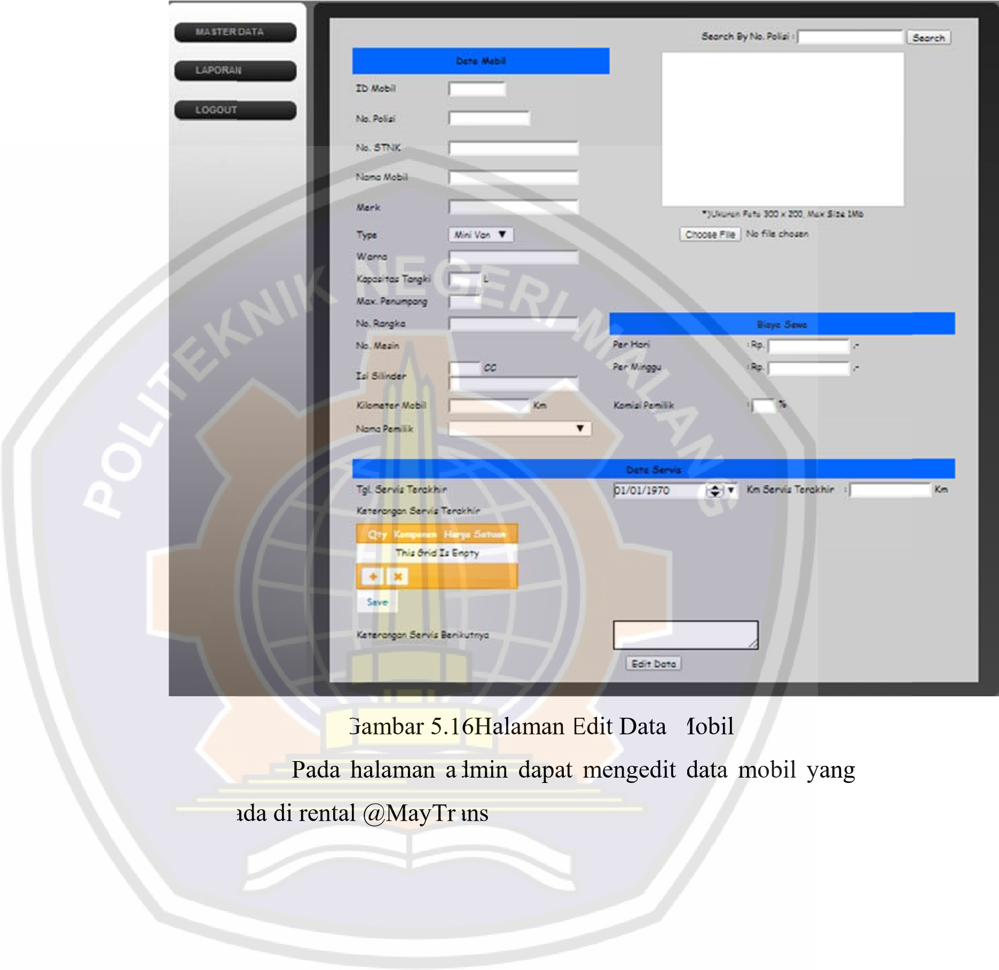 MASTER DATA
LAPORAN
LOGOUT
Search By No. Polisi : Search
Data Mobil
ID Mobil
No. Polisi
No. STNK
Nama Mobil
Merk
*)Ukuran Foto 300 x 200, Max Size 1Mb
Choose File No file chosen
Type Mini Van
Warna
Kapasitas Tangki L
Max. Penumpang
No. Rangka
Biaya Sewa
No. Mesin
Per Hari : Rp. ,-
Isi Silinder CC
Per Minggu : Rp. ,-
Kilometer Mobil Km
Komisi Pemilik : %
Nama Pemilik
Data Servis
Tgl. Servis Terakhir 01/01/1970 Km Servis Terakhir : Km
Keterangan Servis Terakhir
Qty Komponen Harga Satuan
This Grid Is Empty
Save
Keterangan Servis Berikutnya
Edit Data
POLITEKNIK NEGERI MALANG
Gambar 5.16Halaman Edit Data Mobil
Pada halaman admin dapat mengedit data mobil yang
ada di rental @MayTrans